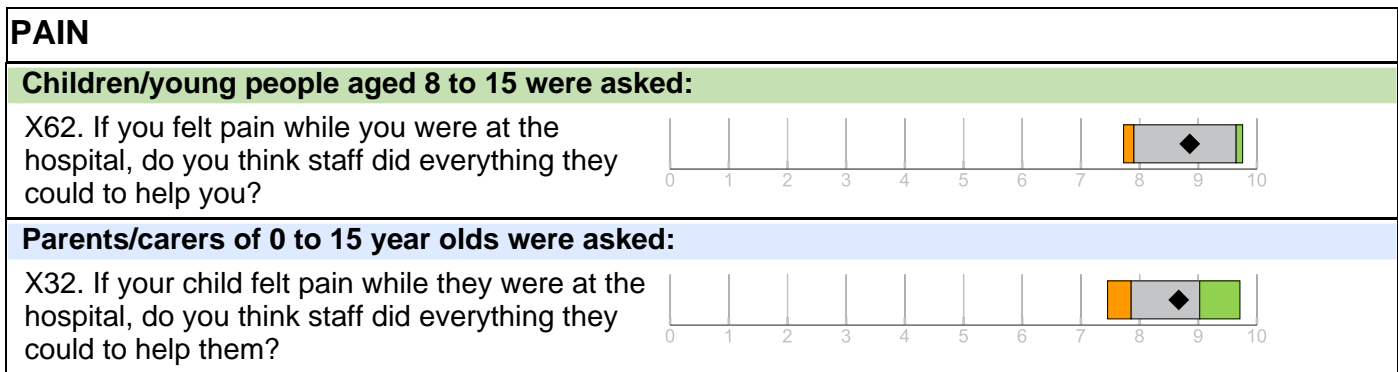 PAIN
Children/young people aged 8 to 15 were asked:
X62. If you felt pain while you were at the
hospital, do you think staff did everything they
could to help you?
0 1 2 3 4 5 6 7 8 9 10
Parents/carers of 0 to 15 year olds were asked:
X32. If your child felt pain while they were at the
hospital, do you think staff did everything they
could to help them?
0 1 2 3 4 5 6 7 8 9 10